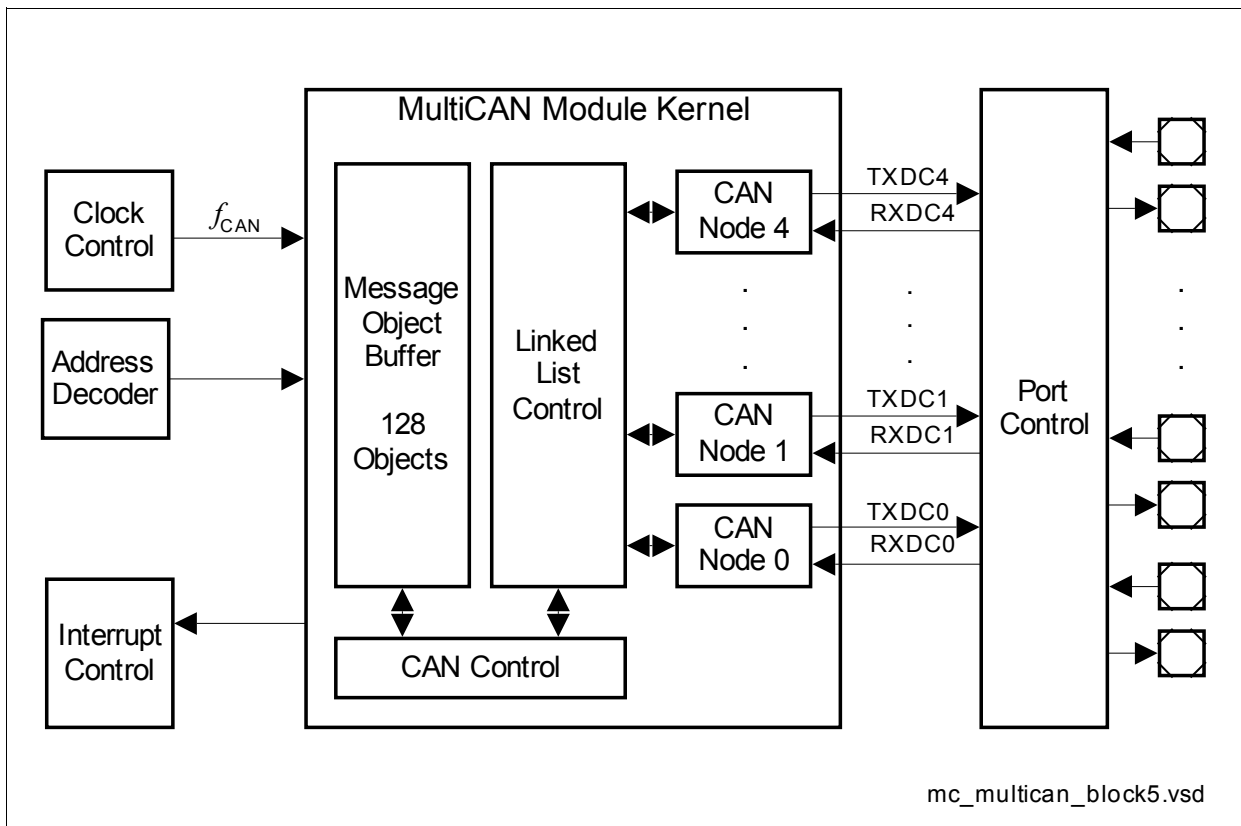 MultiCAN Module Kernel
Clock
Control
fCAN
Address
Decoder
Interrupt
Control
Message
Object
Buffer
128
Objects
Linked
List
Control
CAN Control
CAN
Node 4
CAN
Node 1
CAN
Node 0
TXDC4
RXDC4
TXDC1
RXDC1
TXDC0
RXDC0
Port
Control
mc_multican_block5.vsd